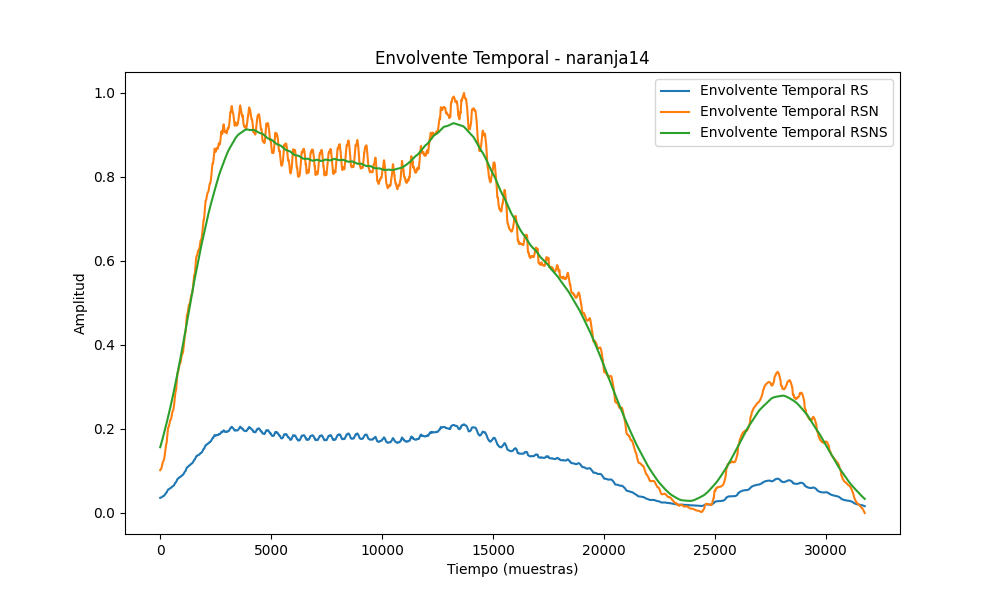 Envolvente Temporal - naranja14
Envolvente Temporal RS
Envolvente Temporal RSN
Envolvente Temporal RSNS
Amplitud
1.0
0.8
0.6
0.4
0.2
0.0
0 5000 10000 15000 20000 25000 30000
Tiempo (muestras)